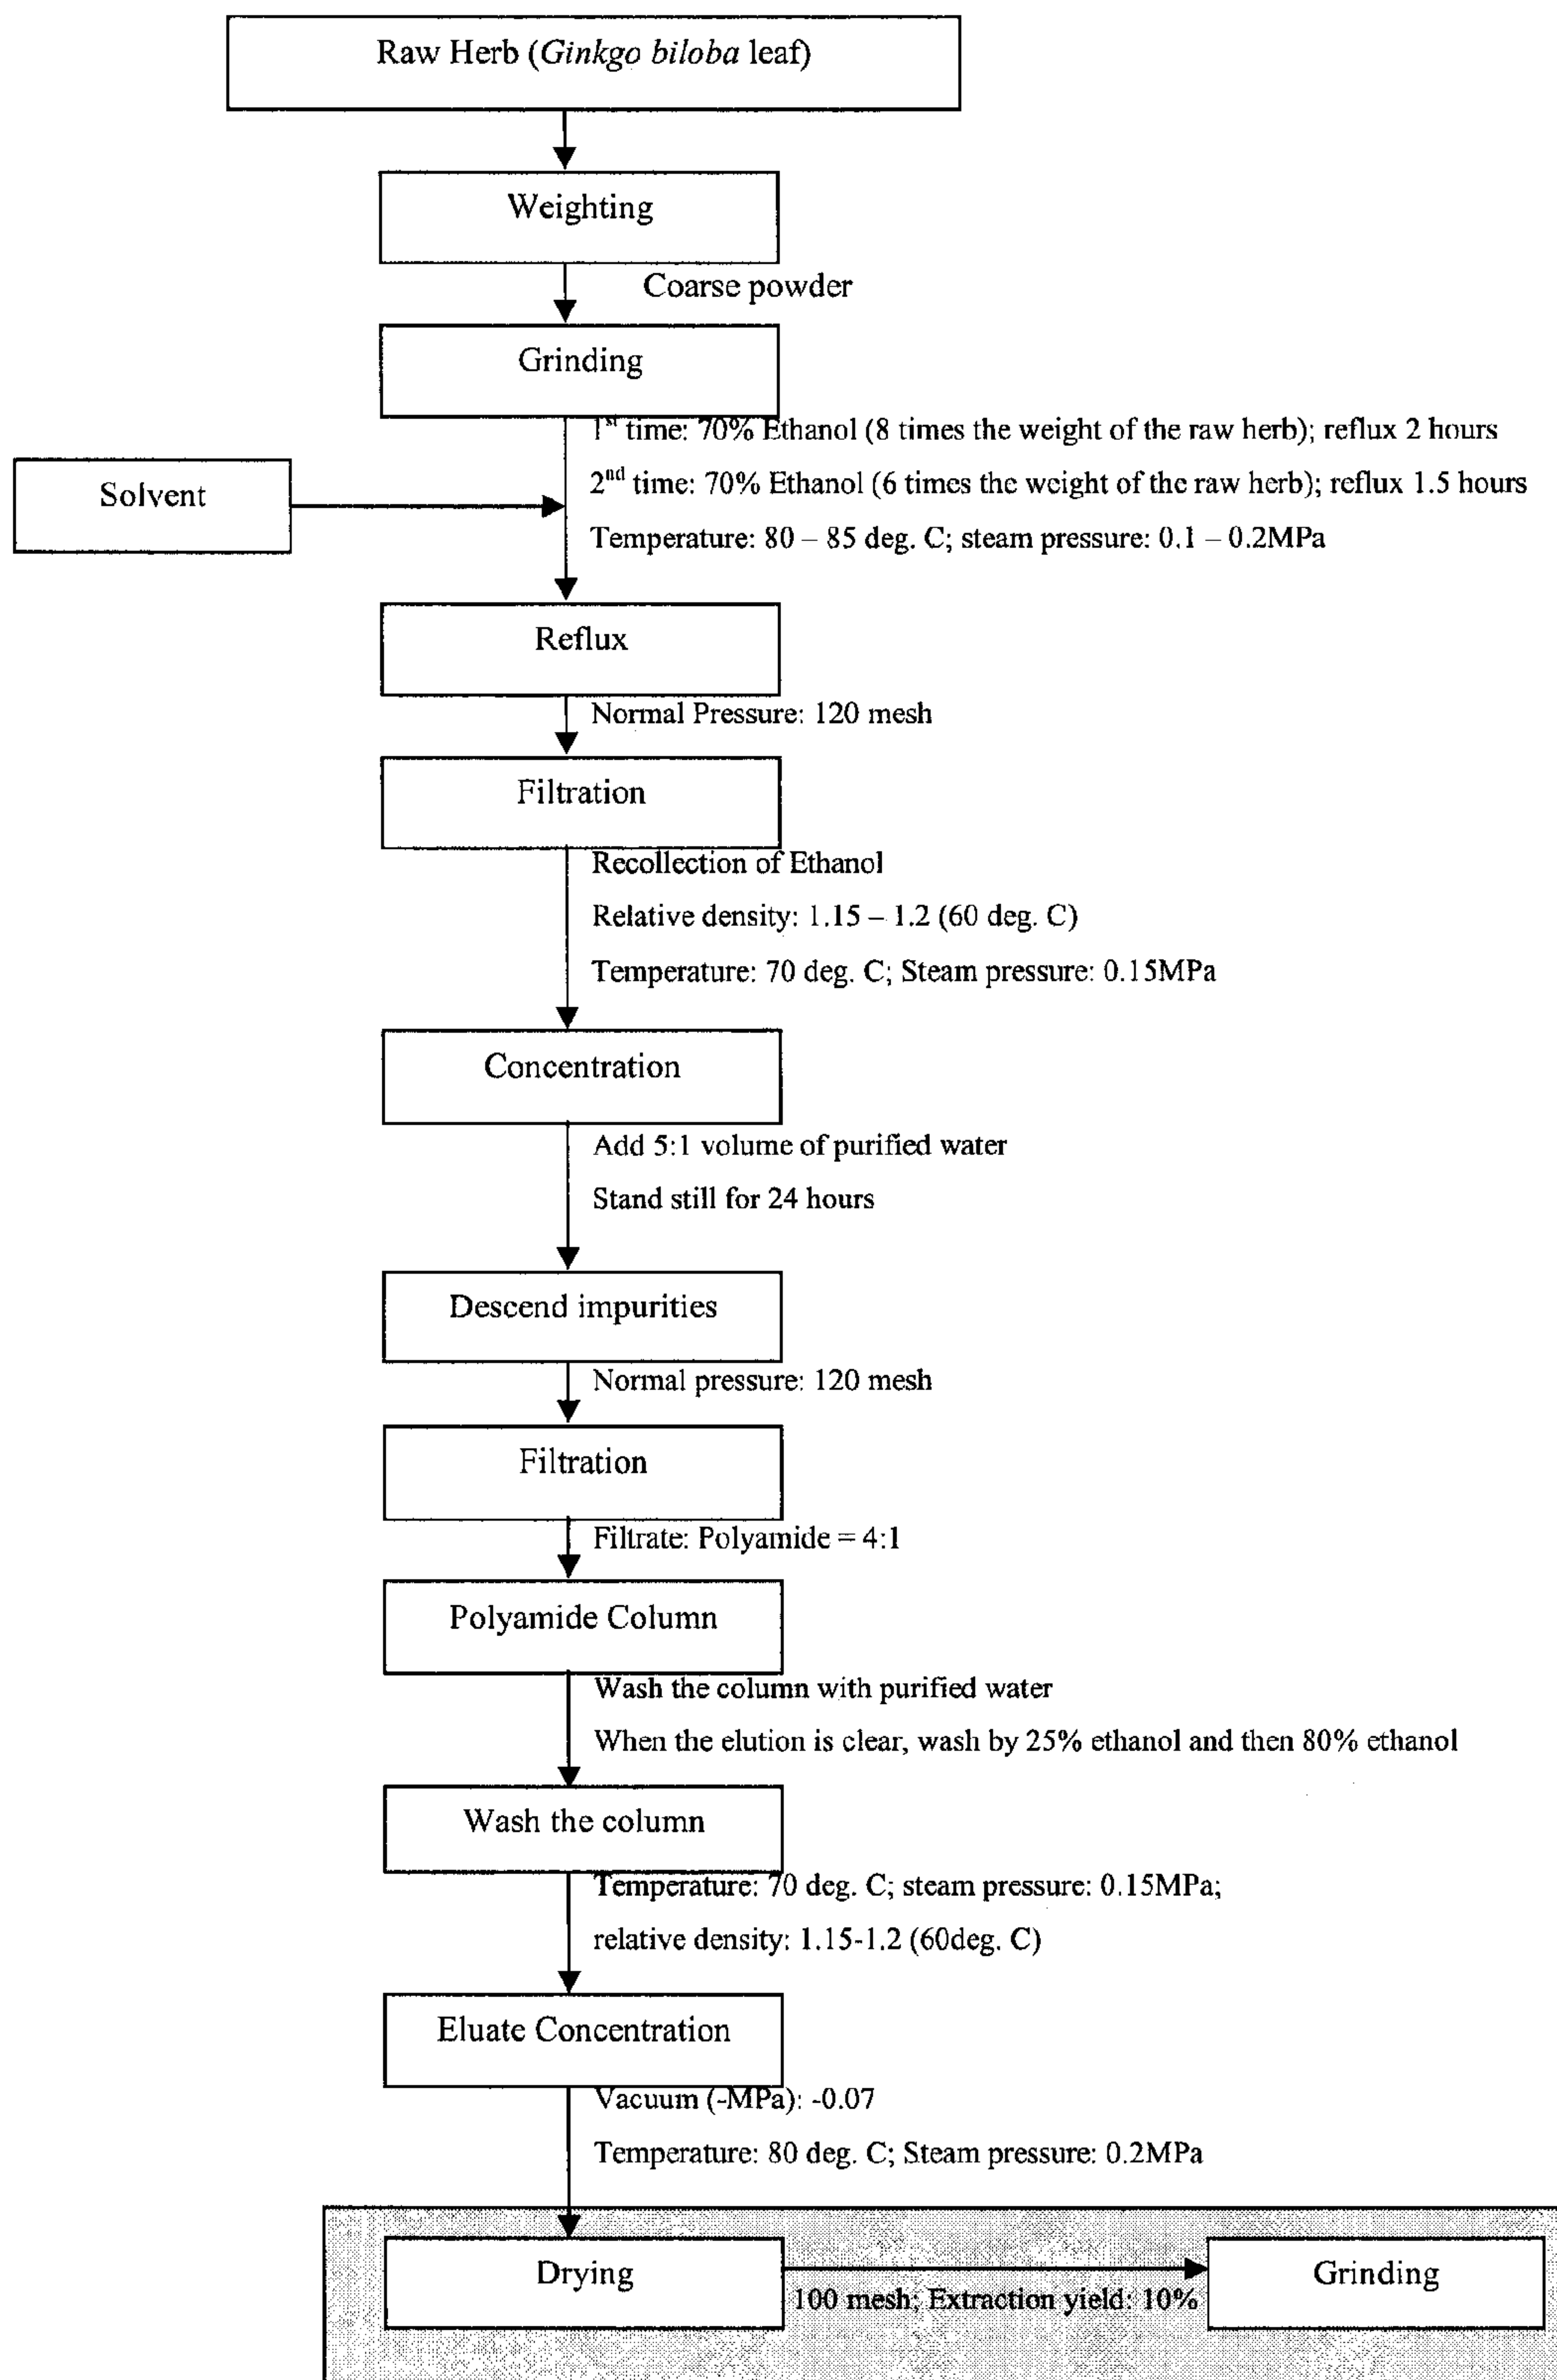 Raw Herb (Ginkgo biloba leaf)
Weighting
Coarse powder
Grinding
1st time: 70% Ethanol (8 times the weight of the raw herb); reflux 2 hours
Solvent
2nd time: 70% Ethanol (6 times the weight of the raw herb); reflux 1.5 hours
Temperature: 80 – 85 deg. C; steam pressure: 0.1 – 0.2MPa
Reflux
Normal Pressure: 120 mesh
Filtration
Recollection of Ethanol
Relative density: 1.15 – 1.2 (60 deg. C)
Temperature: 70 deg. C; Steam pressure: 0.15MPa
Concentration
Add 5:1 volume of purified water
Stand still for 24 hours
Descend impurities
Normal pressure: 120 mesh
Filtration
Filtrate: Polyamide = 4:1
Polyamide Column
Wash the column with purified water
When the elution is clear, wash by 25% ethanol and then 80% ethanol
Wash the column
Temperature: 70 deg. C; steam pressure: 0.15MPa;
relative density: 1.15-1.2 (60deg. C)
Eluate Concentration
Vacuum (-MPa): -0.07
Temperature: 80 deg. C; Steam pressure: 0.2MPa
Drying
100 mesh; Extraction yield: 10%
Grinding